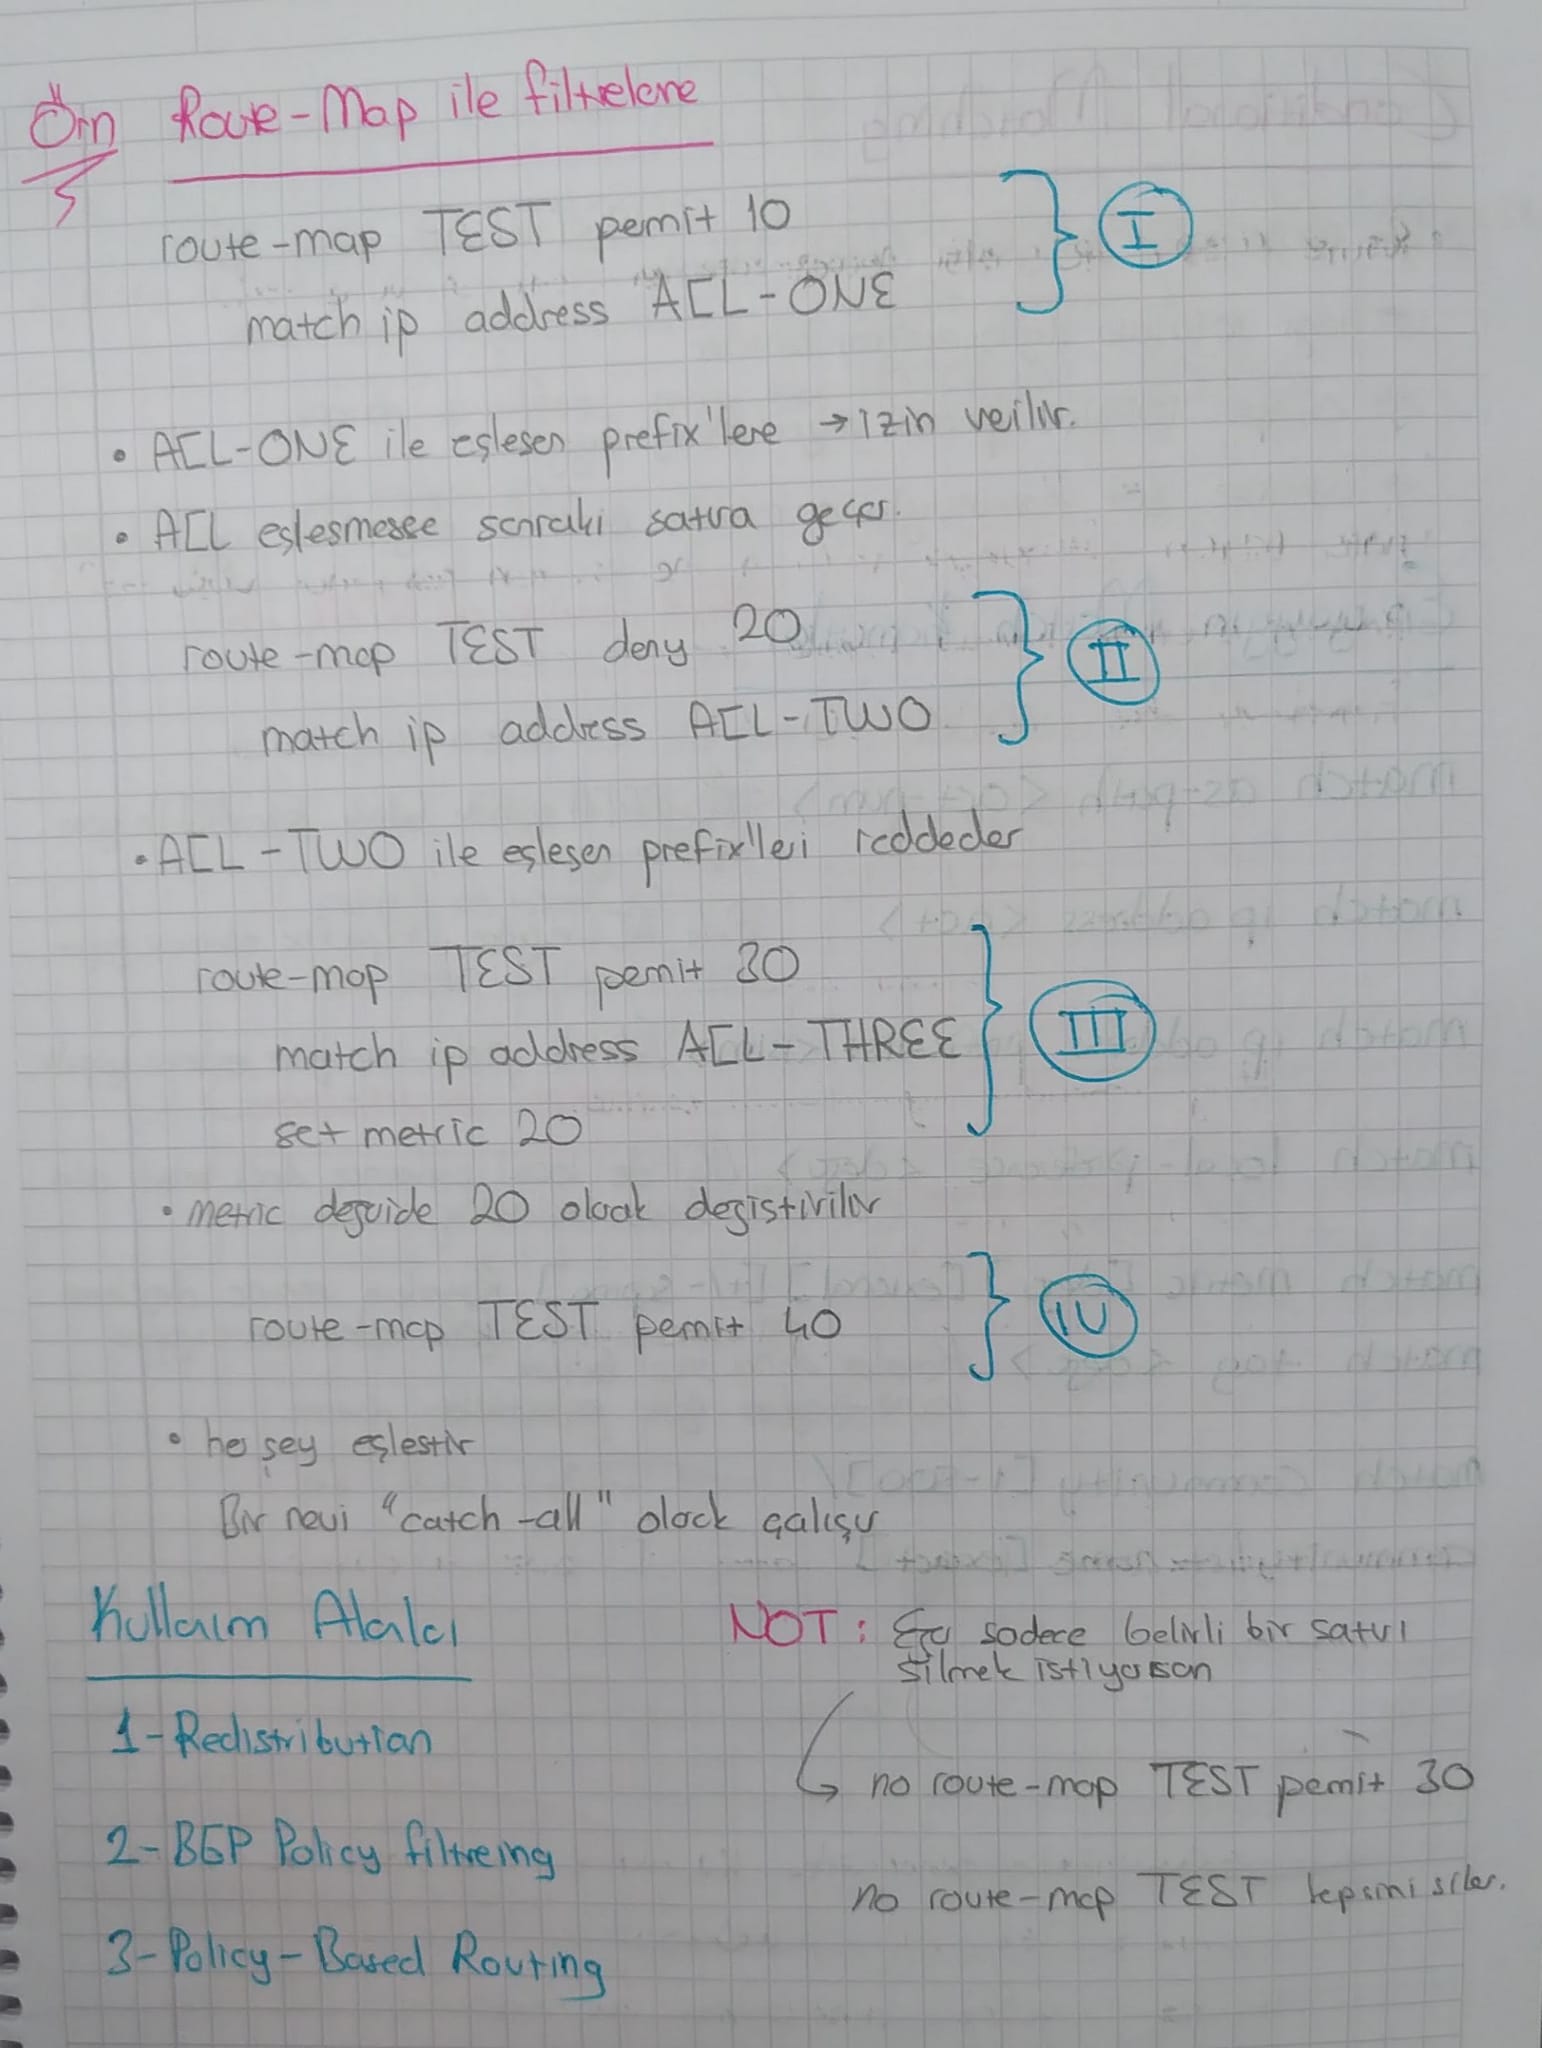 Örn Route-Map ile filtreleme
route-map TEST permit 10
match ip address ACL-ONE
I
• ACL-ONE ile eşleşen prefix'lere → izin verilir.
• ACL eşleşmesse sonraki satıra geçer.
route-map TEST deny 20
match ip address ACL-TWO
II
• ACL-TWO ile eşleşen prefix'leri reddeder
route-map TEST permit 30
match ip address ACL-THREE
set metric 20
III
• metric değeride 20 olarak değiştirilir
route-map TEST permit 40
IV
• her şey eşleştir
Bir nevi "catch-all" olarak çalışır
Kullanım Alanları
1-Redistribution
2-BGP Policy filtreing
3-Policy-Based Routing
NOT: Eğer sadece belirli bir satırı
silmek istiyorsan
no route-map TEST permit 30
no route-map TEST hepsini siler.